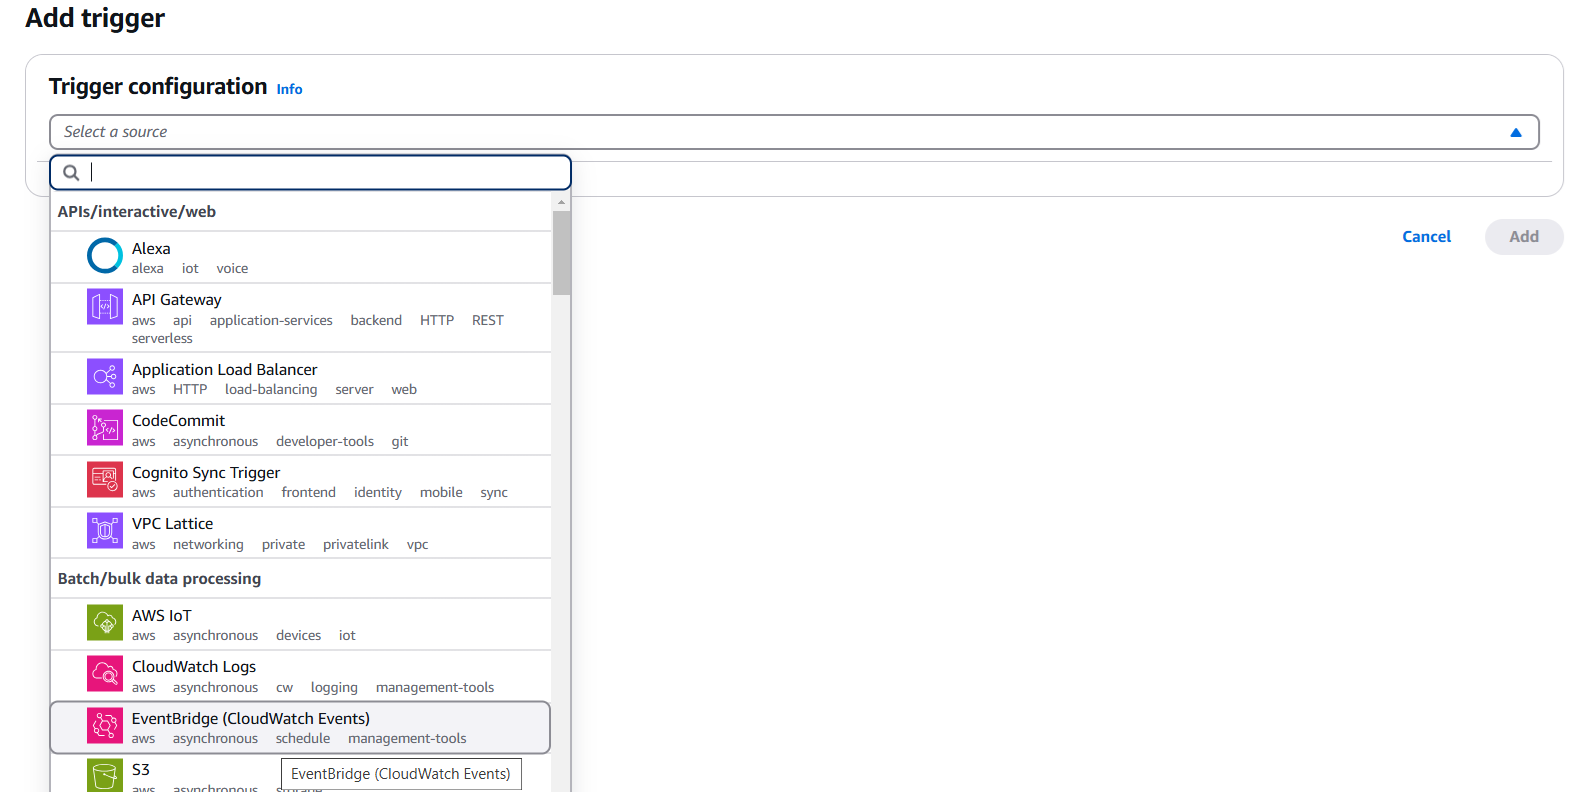 Add trigger
Trigger configuration Info
Select a source
APIs/interactive/web
Alexa
alexa iot voice
API Gateway
aws api application-services backend HTTP REST
serverless
Cancel
Add
Application Load Balancer
aws HTTP load-balancing server web
CodeCommit
aws asynchronous developer-tools git
Cognito Sync Trigger
aws authentication frontend identity mobile sync
VPC Lattice
aws networking private privatelink vpc
Batch/bulk data processing
AWS IoT
aws asynchronous devices iot
CloudWatch Logs
aws asynchronous cw logging management-tools
EventBridge (CloudWatch Events)
aws asynchronous schedule management-tools
S3
EventBridge (CloudWatch Events)
aws asynchronous storage